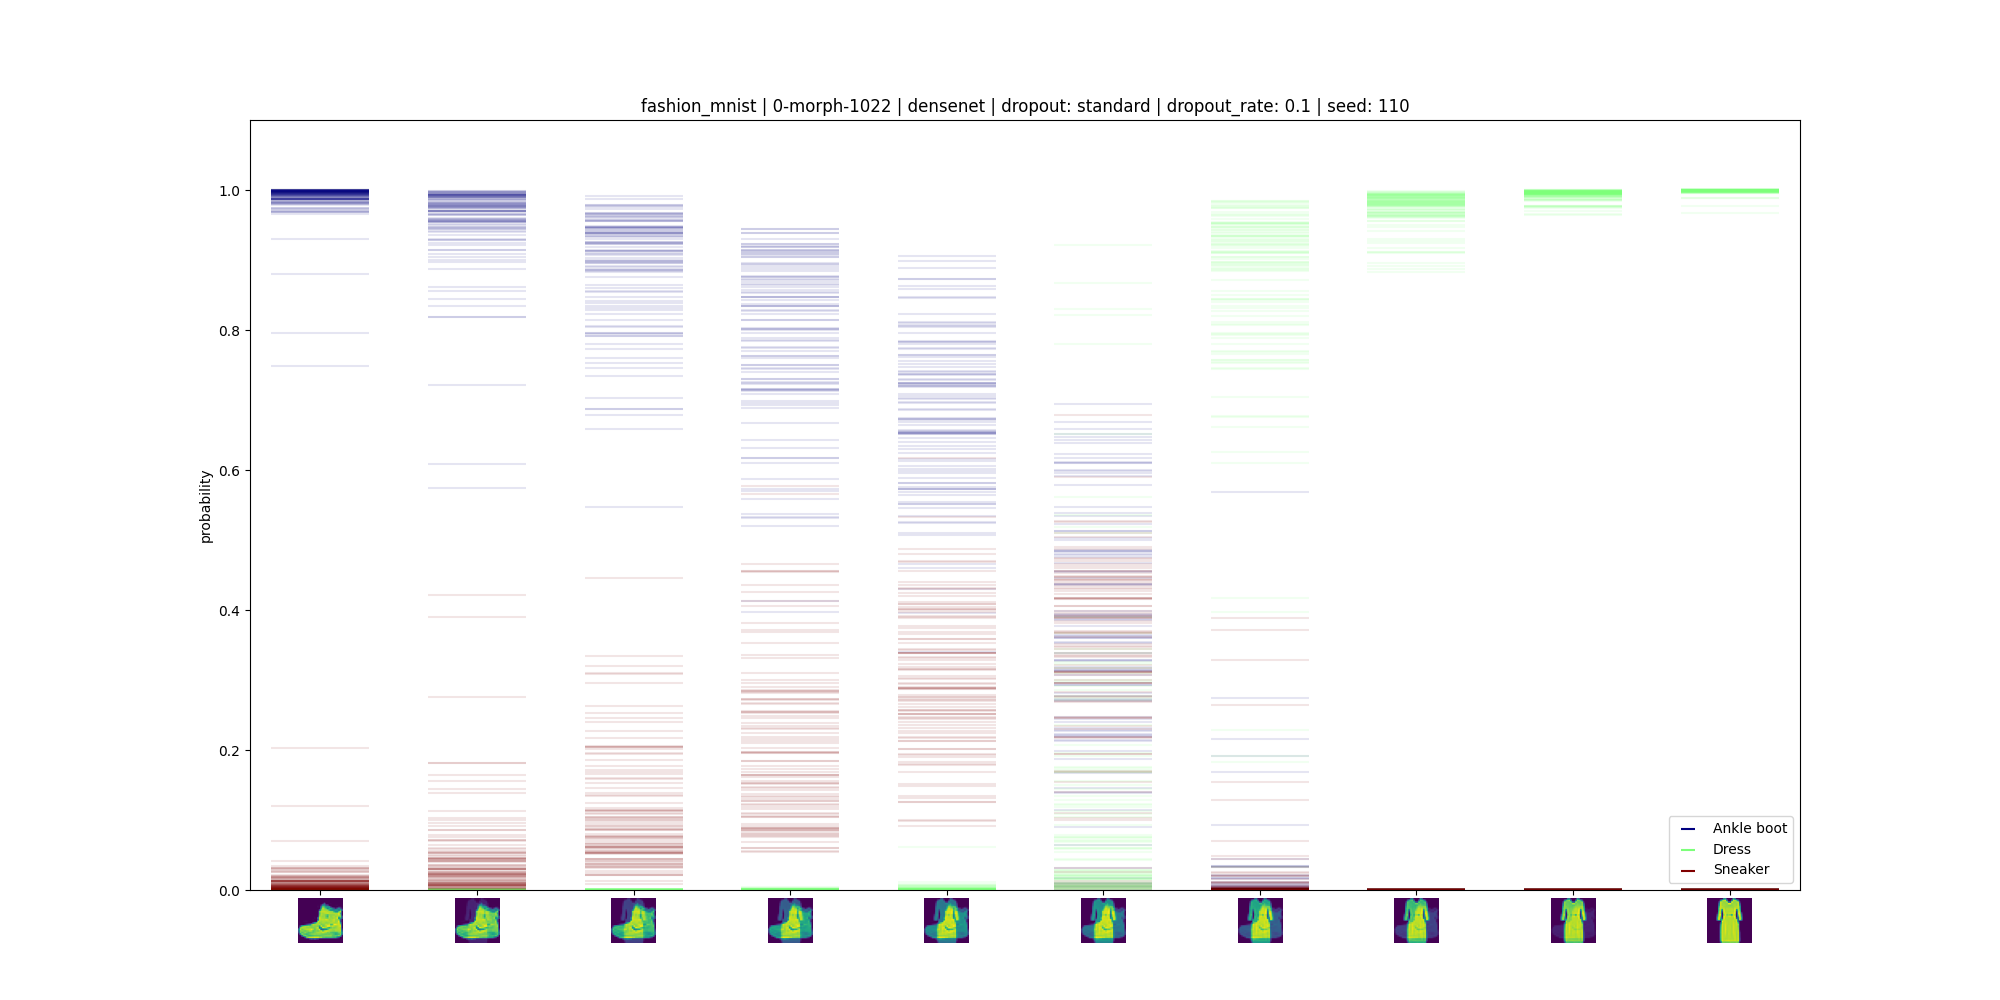 fashion_mnist | 0-morph-1022 | densenet | dropout: standard | dropout_rate: 0.1 | seed: 110
probability
1.0
0.8
0.6
0.4
0.2
0.0
Ankle boot
Dress
Sneaker